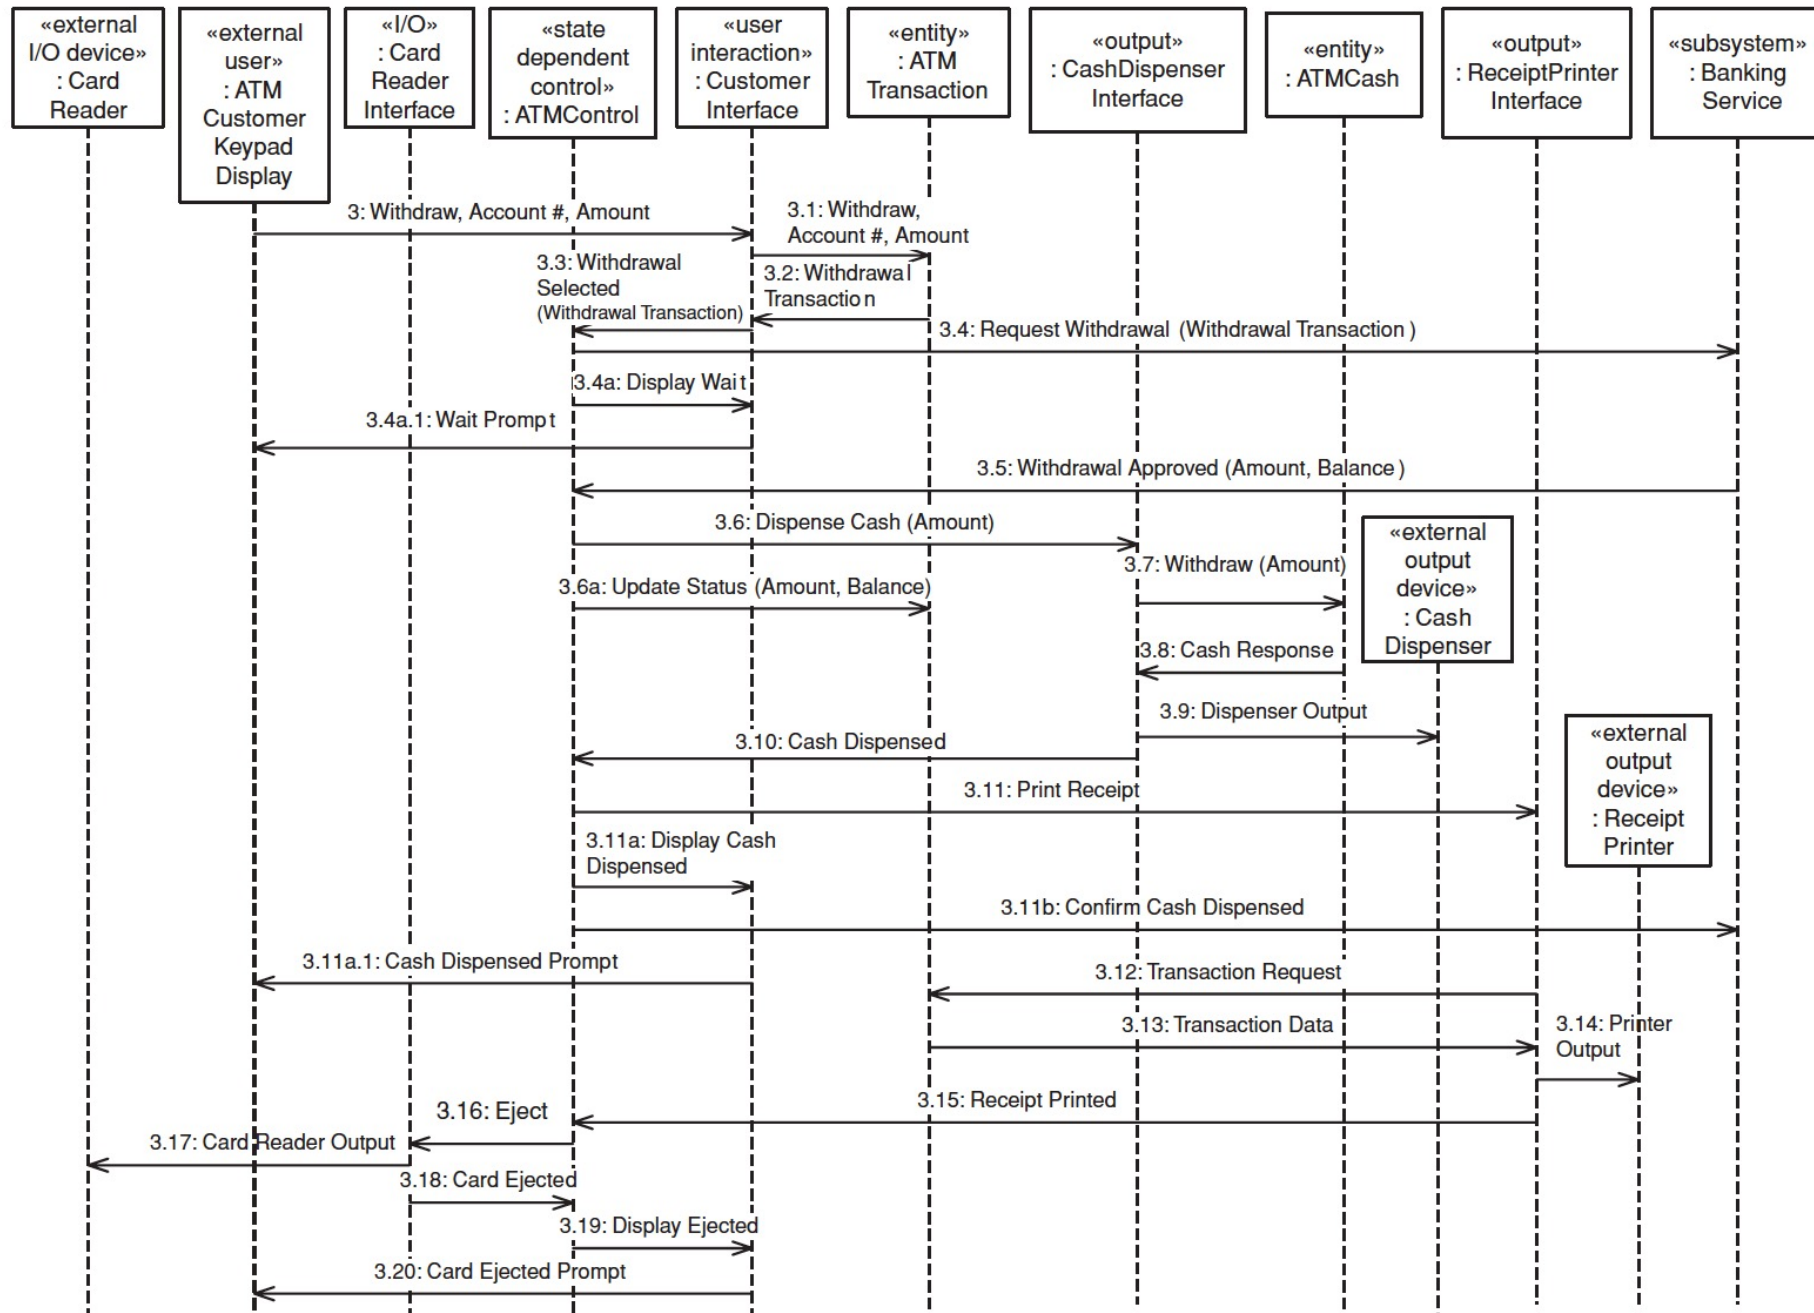 «external
I/O device»
: Card
Reader
«external
user»
: ATM
Customer
Keypad
Display
«I/O»
: Card
Reader
Interface
«state
dependent
control»
: ATMControl
«user
interaction»
: Customer
Interface
«entity»
: ATM
Transaction
«output»
: CashDispenser
Interface
«entity»
: ATMCash
«output»
: ReceiptPrinter
Interface
«subsystem»
: Banking
Service
3: Withdraw, Account #, Amount
3.1: Withdraw,
Account #, Amount
3.2: Withdrawal
Transaction
3.3: Withdrawal
Selected
(Withdrawal Transaction)
3.4: Request Withdrawal (Withdrawal Transaction)
3.4a: Display Wait
3.4a.1: Wait Prompt
3.5: Withdrawal Approved (Amount, Balance)
3.6: Dispense Cash (Amount)
«external
output
device»
: Cash
Dispenser
3.7: Withdraw (Amount)
3.6a: Update Status (Amount, Balance)
3.8: Cash Response
3.9: Dispenser Output
3.10: Cash Dispensed
«external
output
device»
: Receipt
Printer
3.11: Print Receipt
3.11a: Display Cash
Dispensed
3.11b: Confirm Cash Dispensed
3.11a.1: Cash Dispensed Prompt
3.12: Transaction Request
3.13: Transaction Data
3.14: Printer
Output
3.15: Receipt Printed
3.16: Eject
3.17: Card Reader Output
3.18: Card Ejected
3.19: Display Ejected
3.20: Card Ejected Prompt